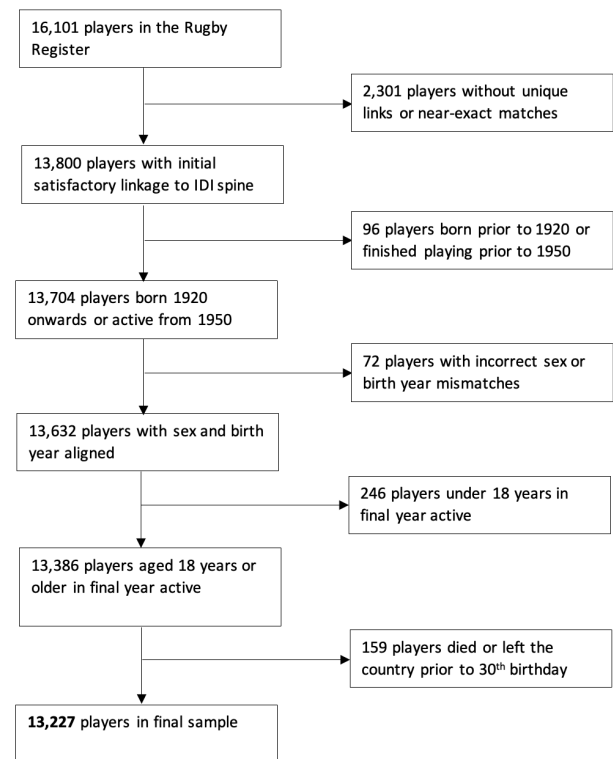 16,101 players in the Rugby
Register
2,301 players without unique
links or near-exact matches
13,800 players with initial
satisfactory linkage to IDI spine
96 players born prior to 1920 or
finished playing prior to 1950
13,704 players born 1920
onwards or active from 1950
72 players with incorrect sex or
birth year mismatches
13,632 players with sex and birth
year aligned
246 players under 18 years in
final year active
13,386 players aged 18 years or
older in final year active
159 players died or left the
country prior to 30th birthday
13,227 players in final sample